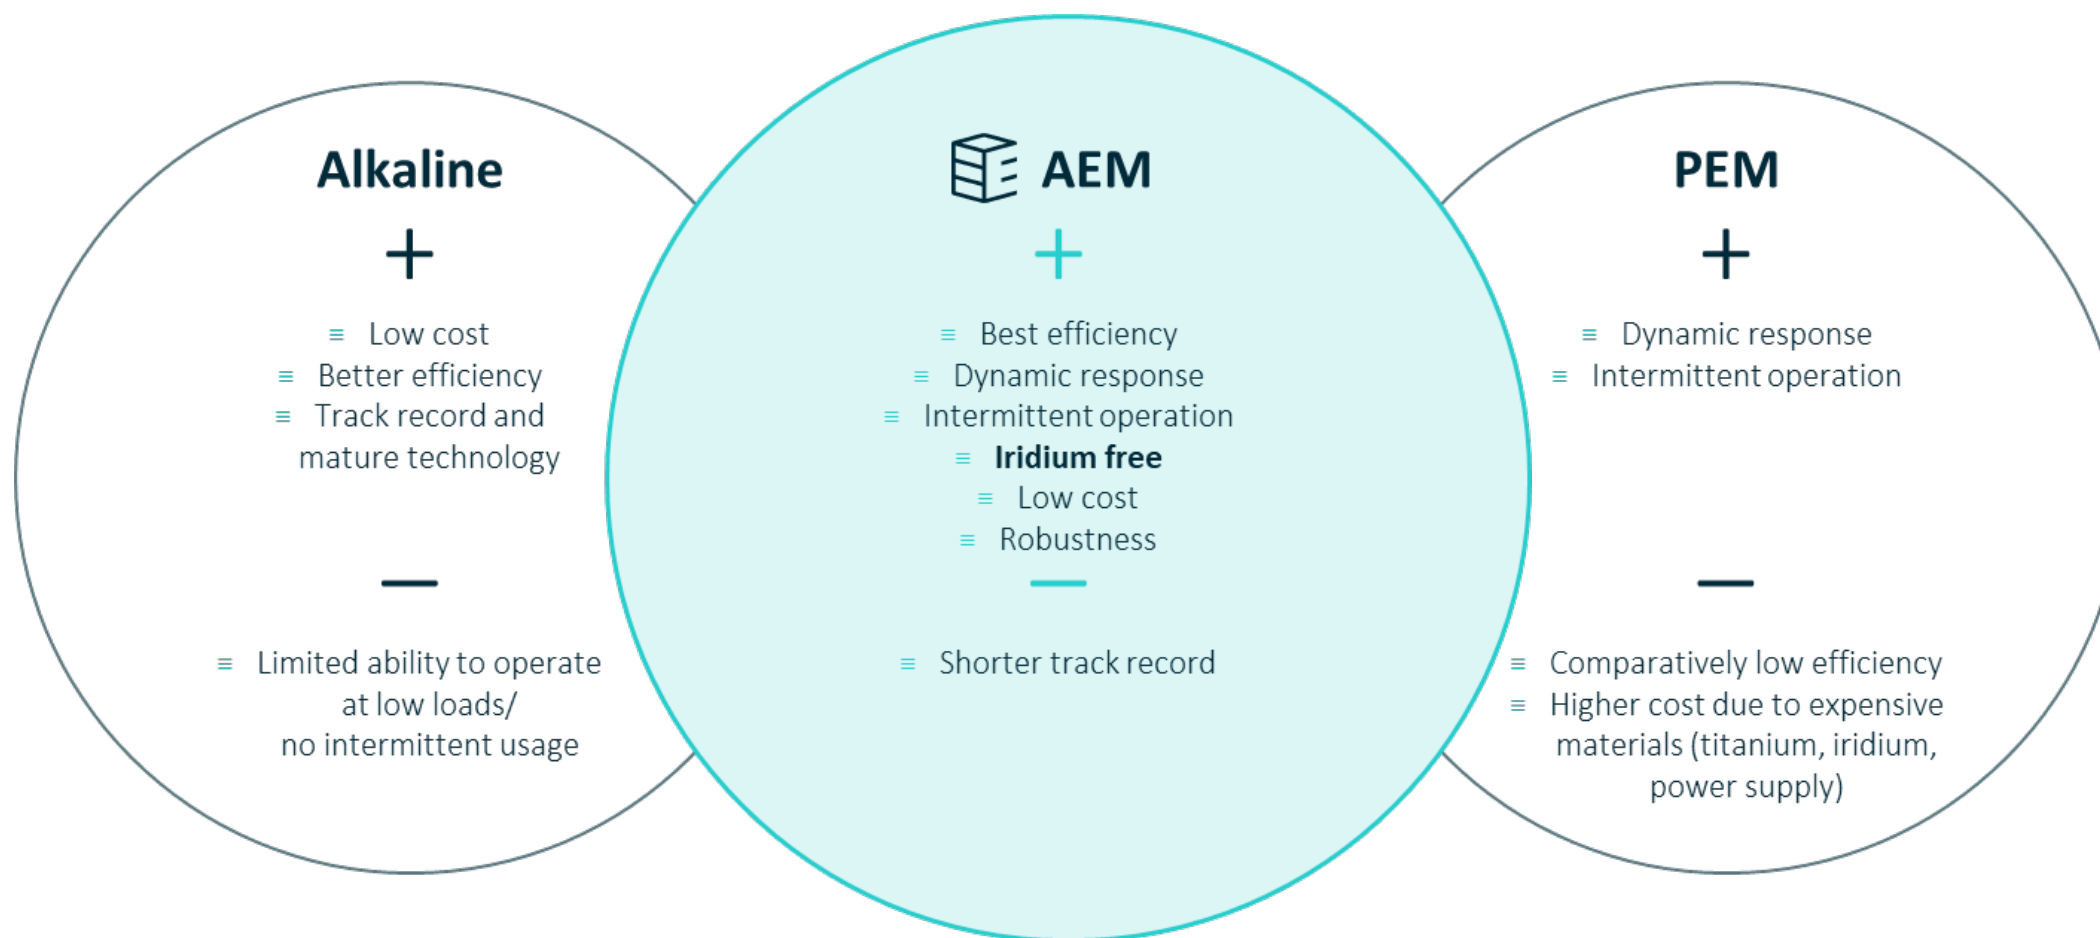 Alkaline
+
≡ Low cost
≡ Better efficiency
≡ Track record and
mature technology
—
≡ Limited ability to operate
at low loads/
no intermittent usage
AEM
+
≡ Best efficiency
≡ Dynamic response
≡ Intermittent operation
≡ Iridium free
≡ Low cost
≡ Robustness
—
≡ Shorter track record
PEM
+
≡ Dynamic response
≡ Intermittent operation
—
≡ Comparatively low efficiency
≡ Higher cost due to expensive
materials (titanium, iridium,
power supply)